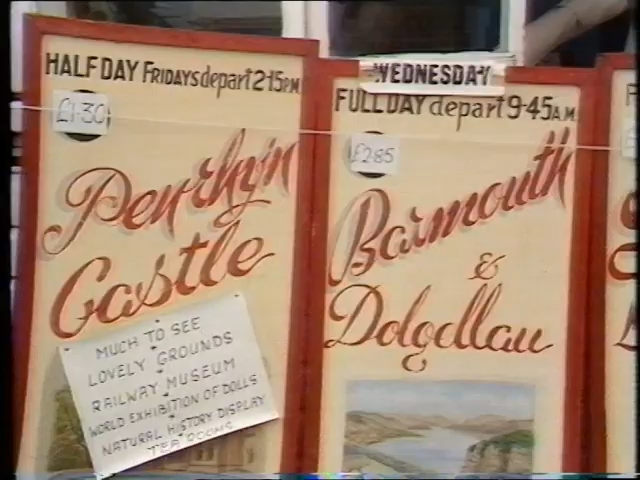 HALF DAY FRIDAYS depart 2-15 P.M.
£1-30
Penrhyn
Castle
MUCH TO SEE
LOVELY GROUNDS
RAILWAY MUSEUM
WORLD EXHIBITION OF DOLLS
NATURAL HISTORY DISPLAY
TEA ROOMS
WEDNESDAY
FULL DAY depart 9-45 A.M.
£2.85
Barmouth
&
Dolgellau